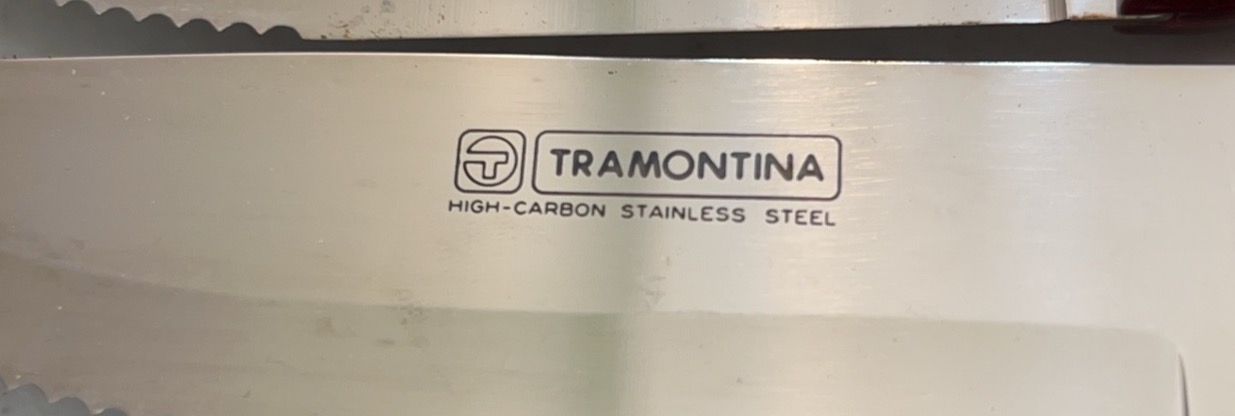 T TRAMONTINA
HIGH-CARBON STAINLESS STEEL